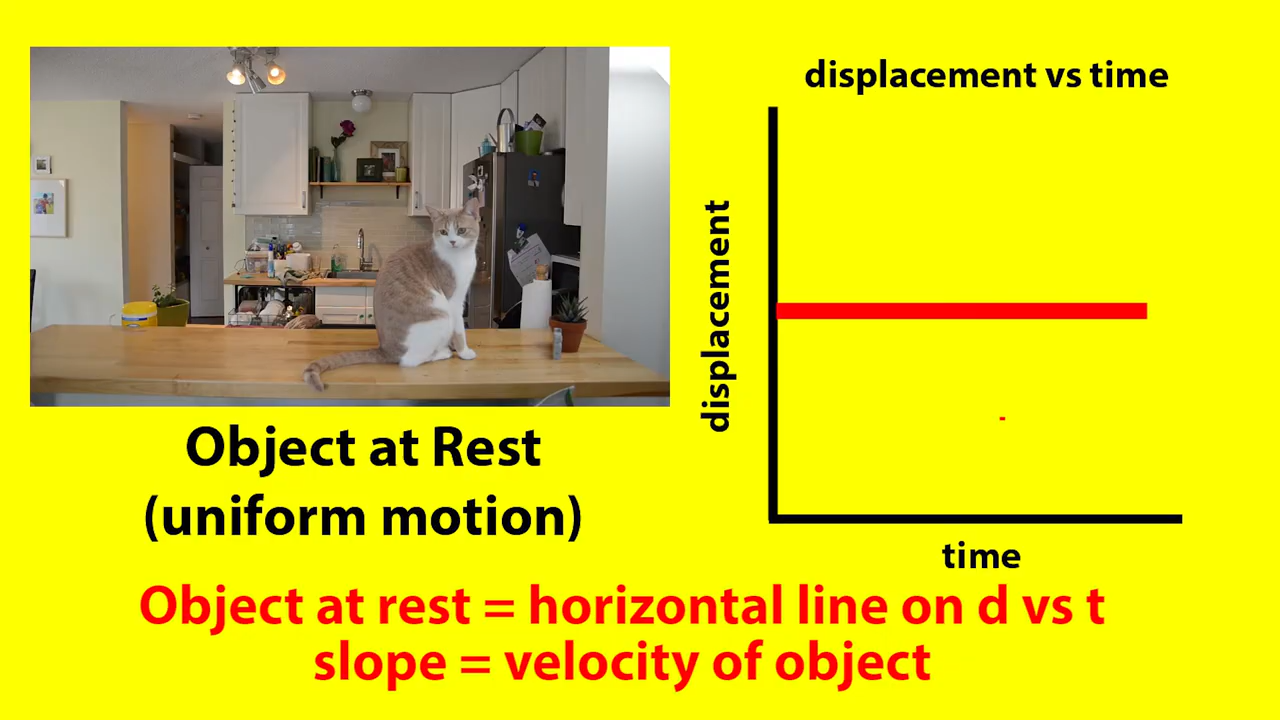 displacement vs time
displacement
time
Object at Rest
(uniform motion)
Object at rest = horizontal line on d vs t
slope = velocity of object